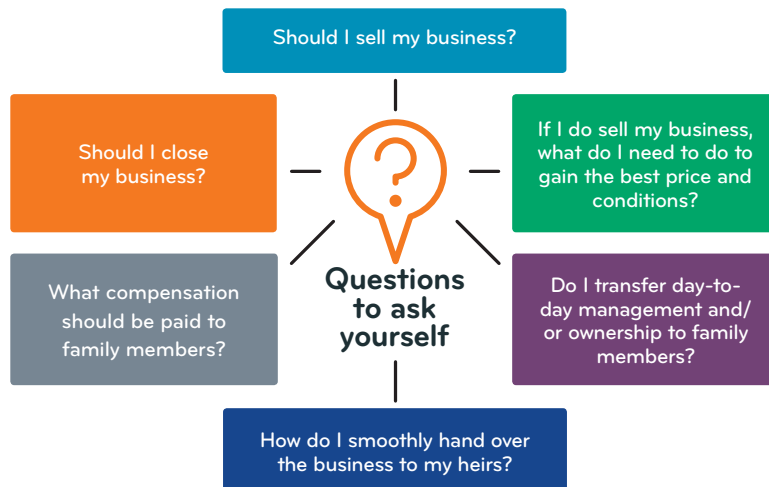 Should I sell my business?
Should I close
my business?
?
If I do sell my business,
what do I need to do to
gain the best price and
conditions?
What compensation
should be paid to
family members?
Questions
to ask
yourself
Do I transfer day-to-
day management and/
or ownership to family
members?
How do I smoothly hand over
the business to my heirs?